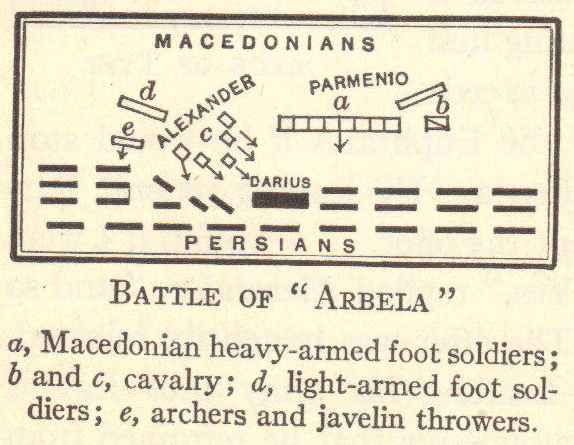 MACEDONIANS
d
ALEXANDER
PARMENIO
a
b
e
c
DARIUS
PERSIANS
BATTLE OF "ARBELA"
a, Macedonian heavy-armed foot soldiers;
b and c, cavalry; d, light-armed foot sol-
diers; e, archers and javelin throwers.